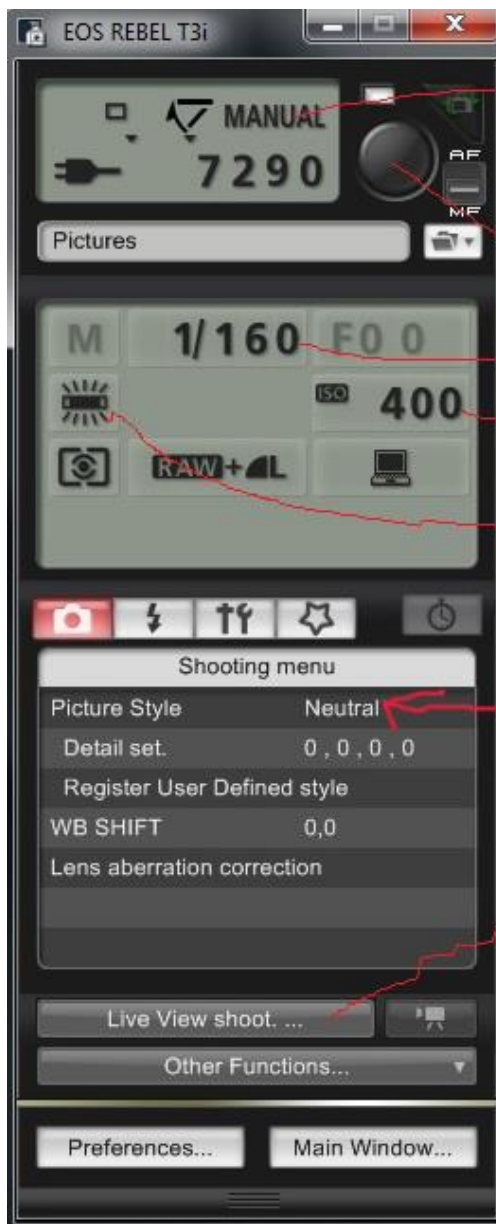 EOS REBEL T3i
MANUAL
7290
AF
MF
Pictures
M 1/160 F00
ISO 400
RAW+L
Shooting menu
Picture Style Neutral
Detail set. 0,0,0,0
Register User Defined style
WB SHIFT 0,0
Lens aberration correction
Live View shoot. ...
Other Functions...
Preferences... Main Window...